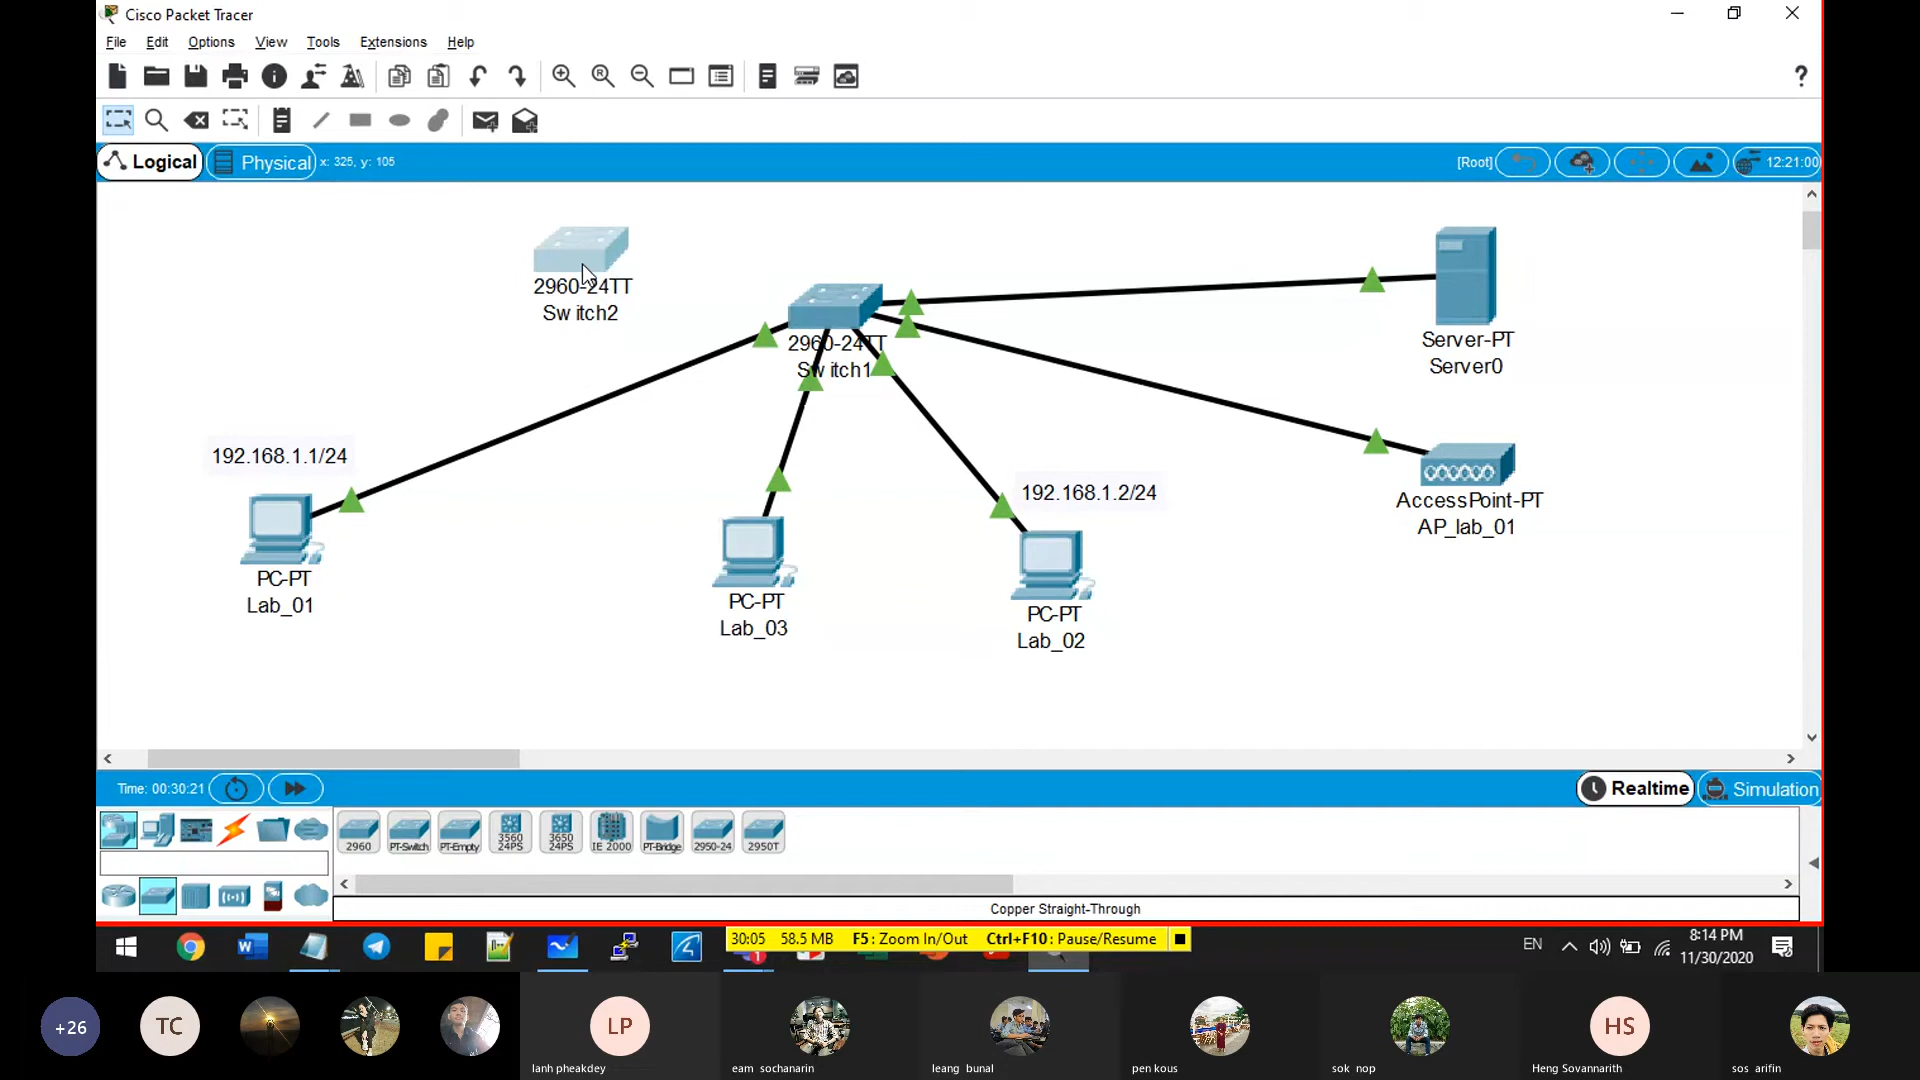 Cisco Packet Tracer
File Edit Options View Tools Extensions Help
?
Logical Physical x: 325, y: 105 [Root] 12:21:00
2960-24TT
Switch2
2960-24TT
Switch1
Server-PT
Server0
192.168.1.1/24
192.168.1.2/24
AccessPoint-PT
AP_lab_01
PC-PT
Lab_01
PC-PT
Lab_03
PC-PT
Lab_02
Time: 00:30:21 Realtime Simulation
2960 PT-Switch PT-Empty 3560 24PS 3650 24PS IE 2000 PT-Bridge 2950-24 2950T
Copper Straight-Through
30:05 58.5 MB F5: Zoom In/Out Ctrl+F10: Pause/Resume
EN 8:14 PM
11/30/2020
+26 TC LP HS
lanh pheakdey eam sochanarin leang bunal pen kous sok nop Heng Sovannarith sos arifin